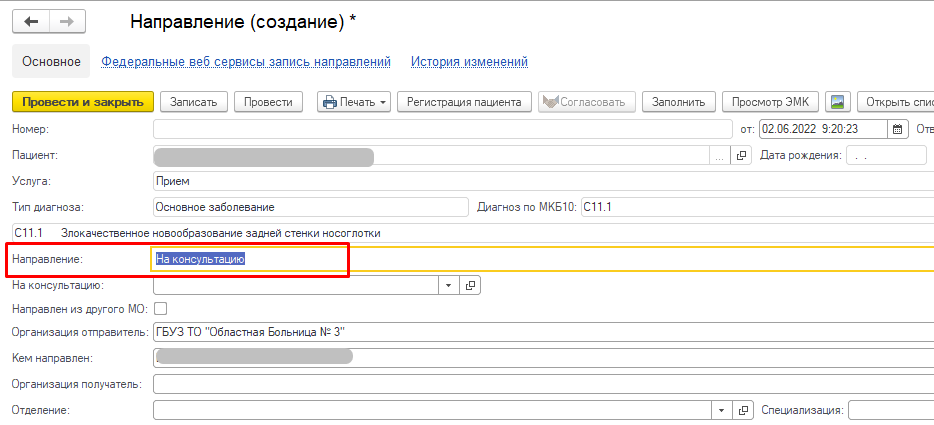 Направление (создание) *
Основное Федеральные веб сервисы запись направлений История изменений
Провести и закрыть Записать Провести Печать Регистрация пациента Согласовать Заполнить Просмотр ЭМК Открыть спис
Номер: от: 02.06.2022 9:20:23 Отв
Пациент: ... Дата рождения: . .
Услуга: Прием
Тип диагноза: Основное заболевание Диагноз по МКБ10: C11.1
C11.1 Злокачественное новообразование задней стенки носоглотки
Направление: На консультацию
На консультацию:
Направлен из другого МО:
Организация отправитель: ГБУЗ ТО "Областная Больница № 3"
Кем направлен:
Организация получатель:
Отделение: Специализация: